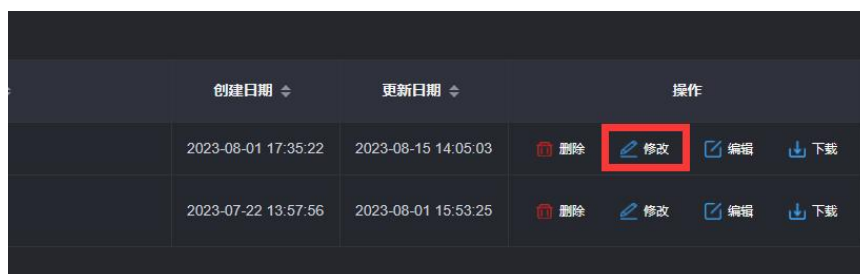 创建日期 更新日期 操作
2023-08-01 17:35:22 2023-08-15 14:05:03 删除 修改 编辑 下载
2023-07-22 13:57:56 2023-08-01 15:53:25 删除 修改 编辑 下载